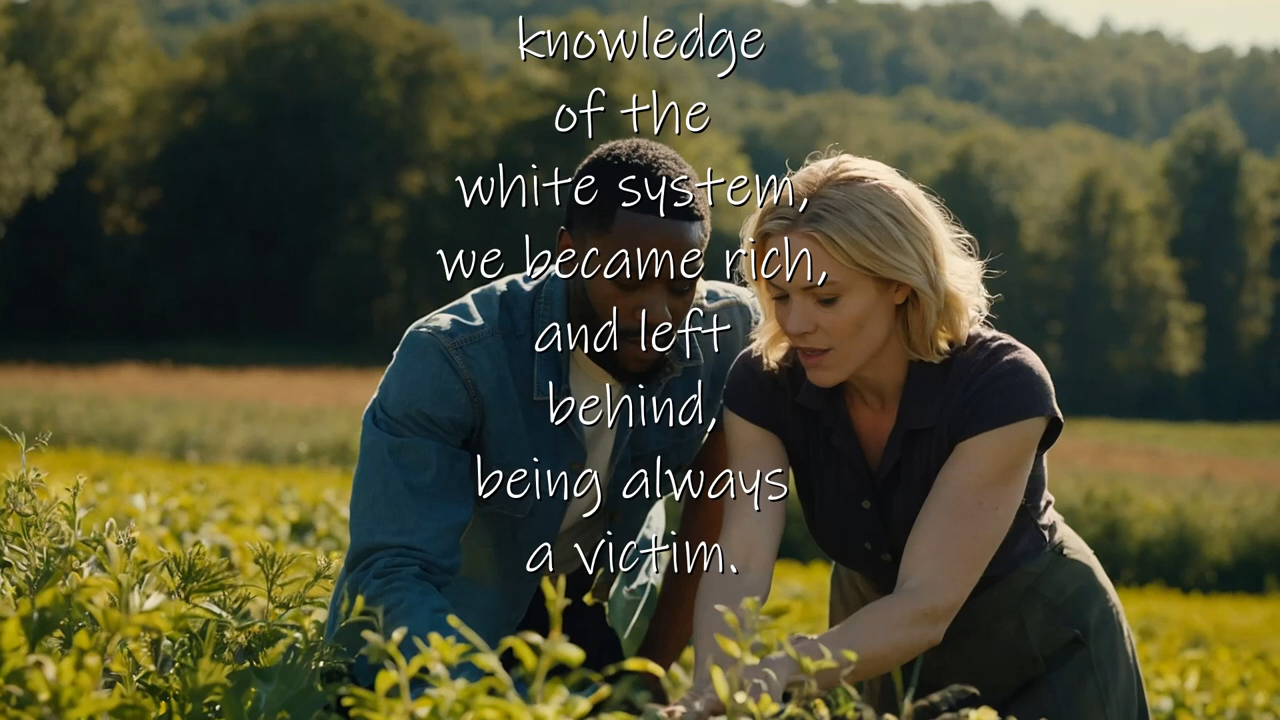 knowledge
of the
white system,
we became rich,
and left
behind,
being always
a victim.